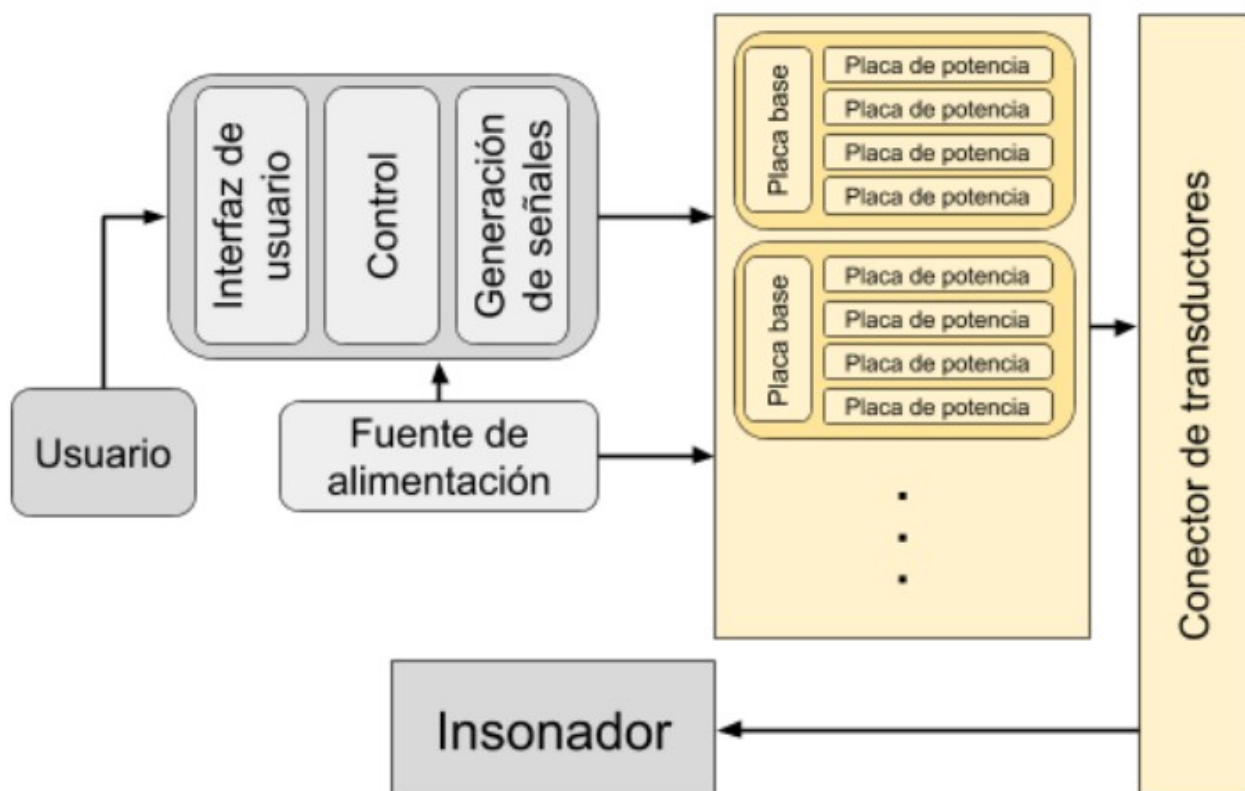 Usuario
Interfaz de
usuario
Control
Generación
de señales
Fuente de
alimentación
Placa base
Placa de potencia
Placa de potencia
Placa de potencia
Placa de potencia
Placa base
Placa de potencia
Placa de potencia
Placa de potencia
Placa de potencia
Conector de transductores
Insonador